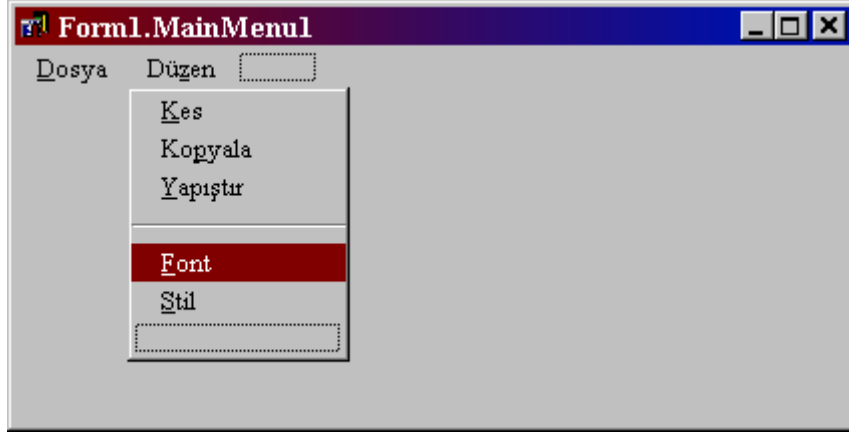 Form1.MainMenu1
Dosya Düzen
Kes
Kopyala
Yapıştır
Font
Stil